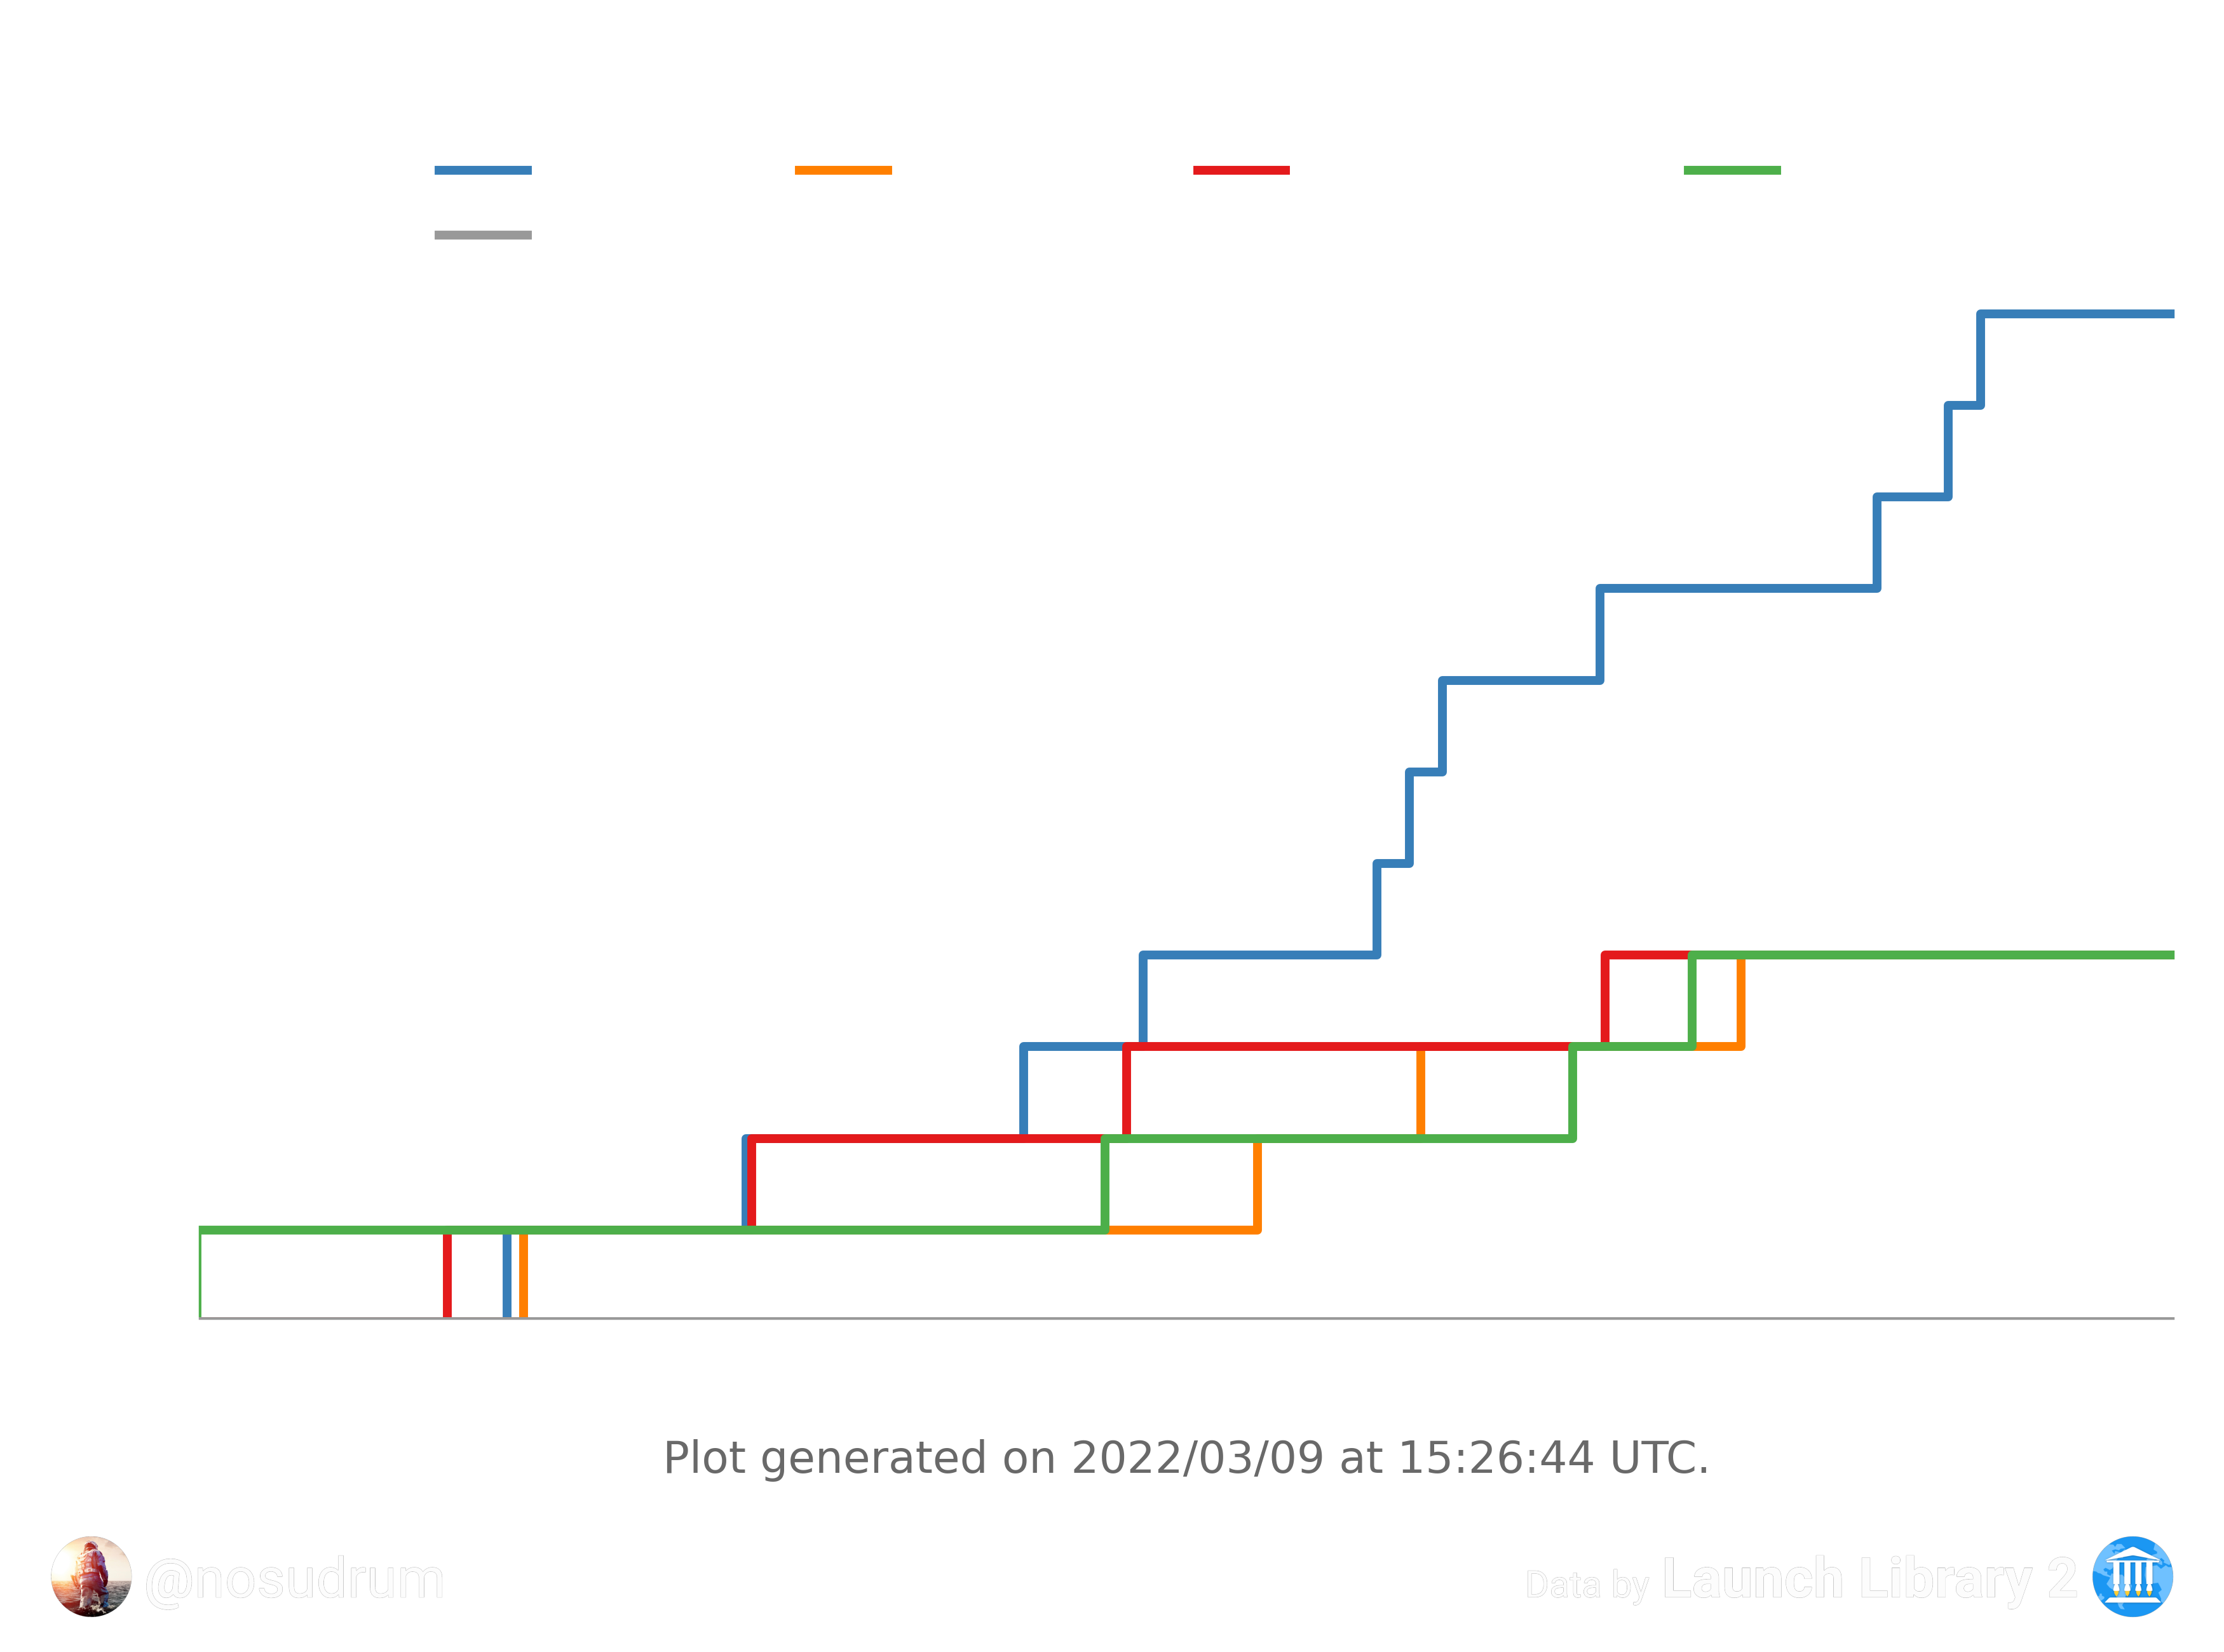 Plot generated on 2022/03/09 at 15:26:44 UTC.
@nosudrum
Data by Launch Library 2